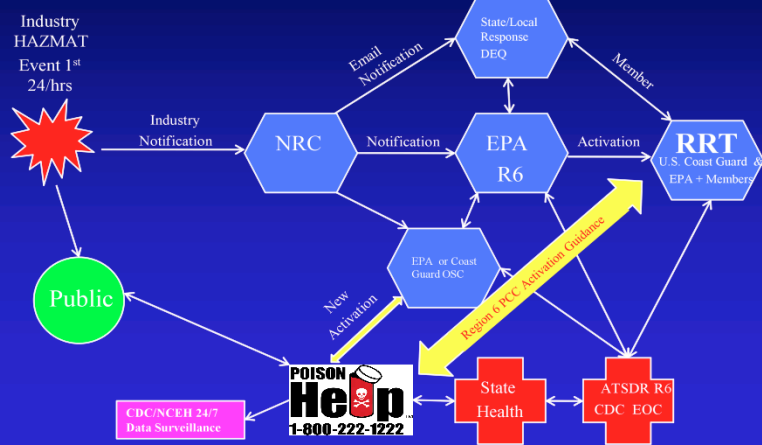 Industry
HAZMAT
Event 1st
24/hrs
State/Local
Response
DEQ
Email
Notification
Member
Industry
Notification
NRC
Notification
EPA
R6
Activation
RRT
U.S. Coast Guard &
EPA + Members
EPA or Coast
Guard OSC
Region 6 PCC Activation Guidance
New
Activation
Public
POISON
Help
1-800-222-1222
State
Health
ATSDR R6
CDC EOC
CDC/NCEH 24/7
Data Surveillance